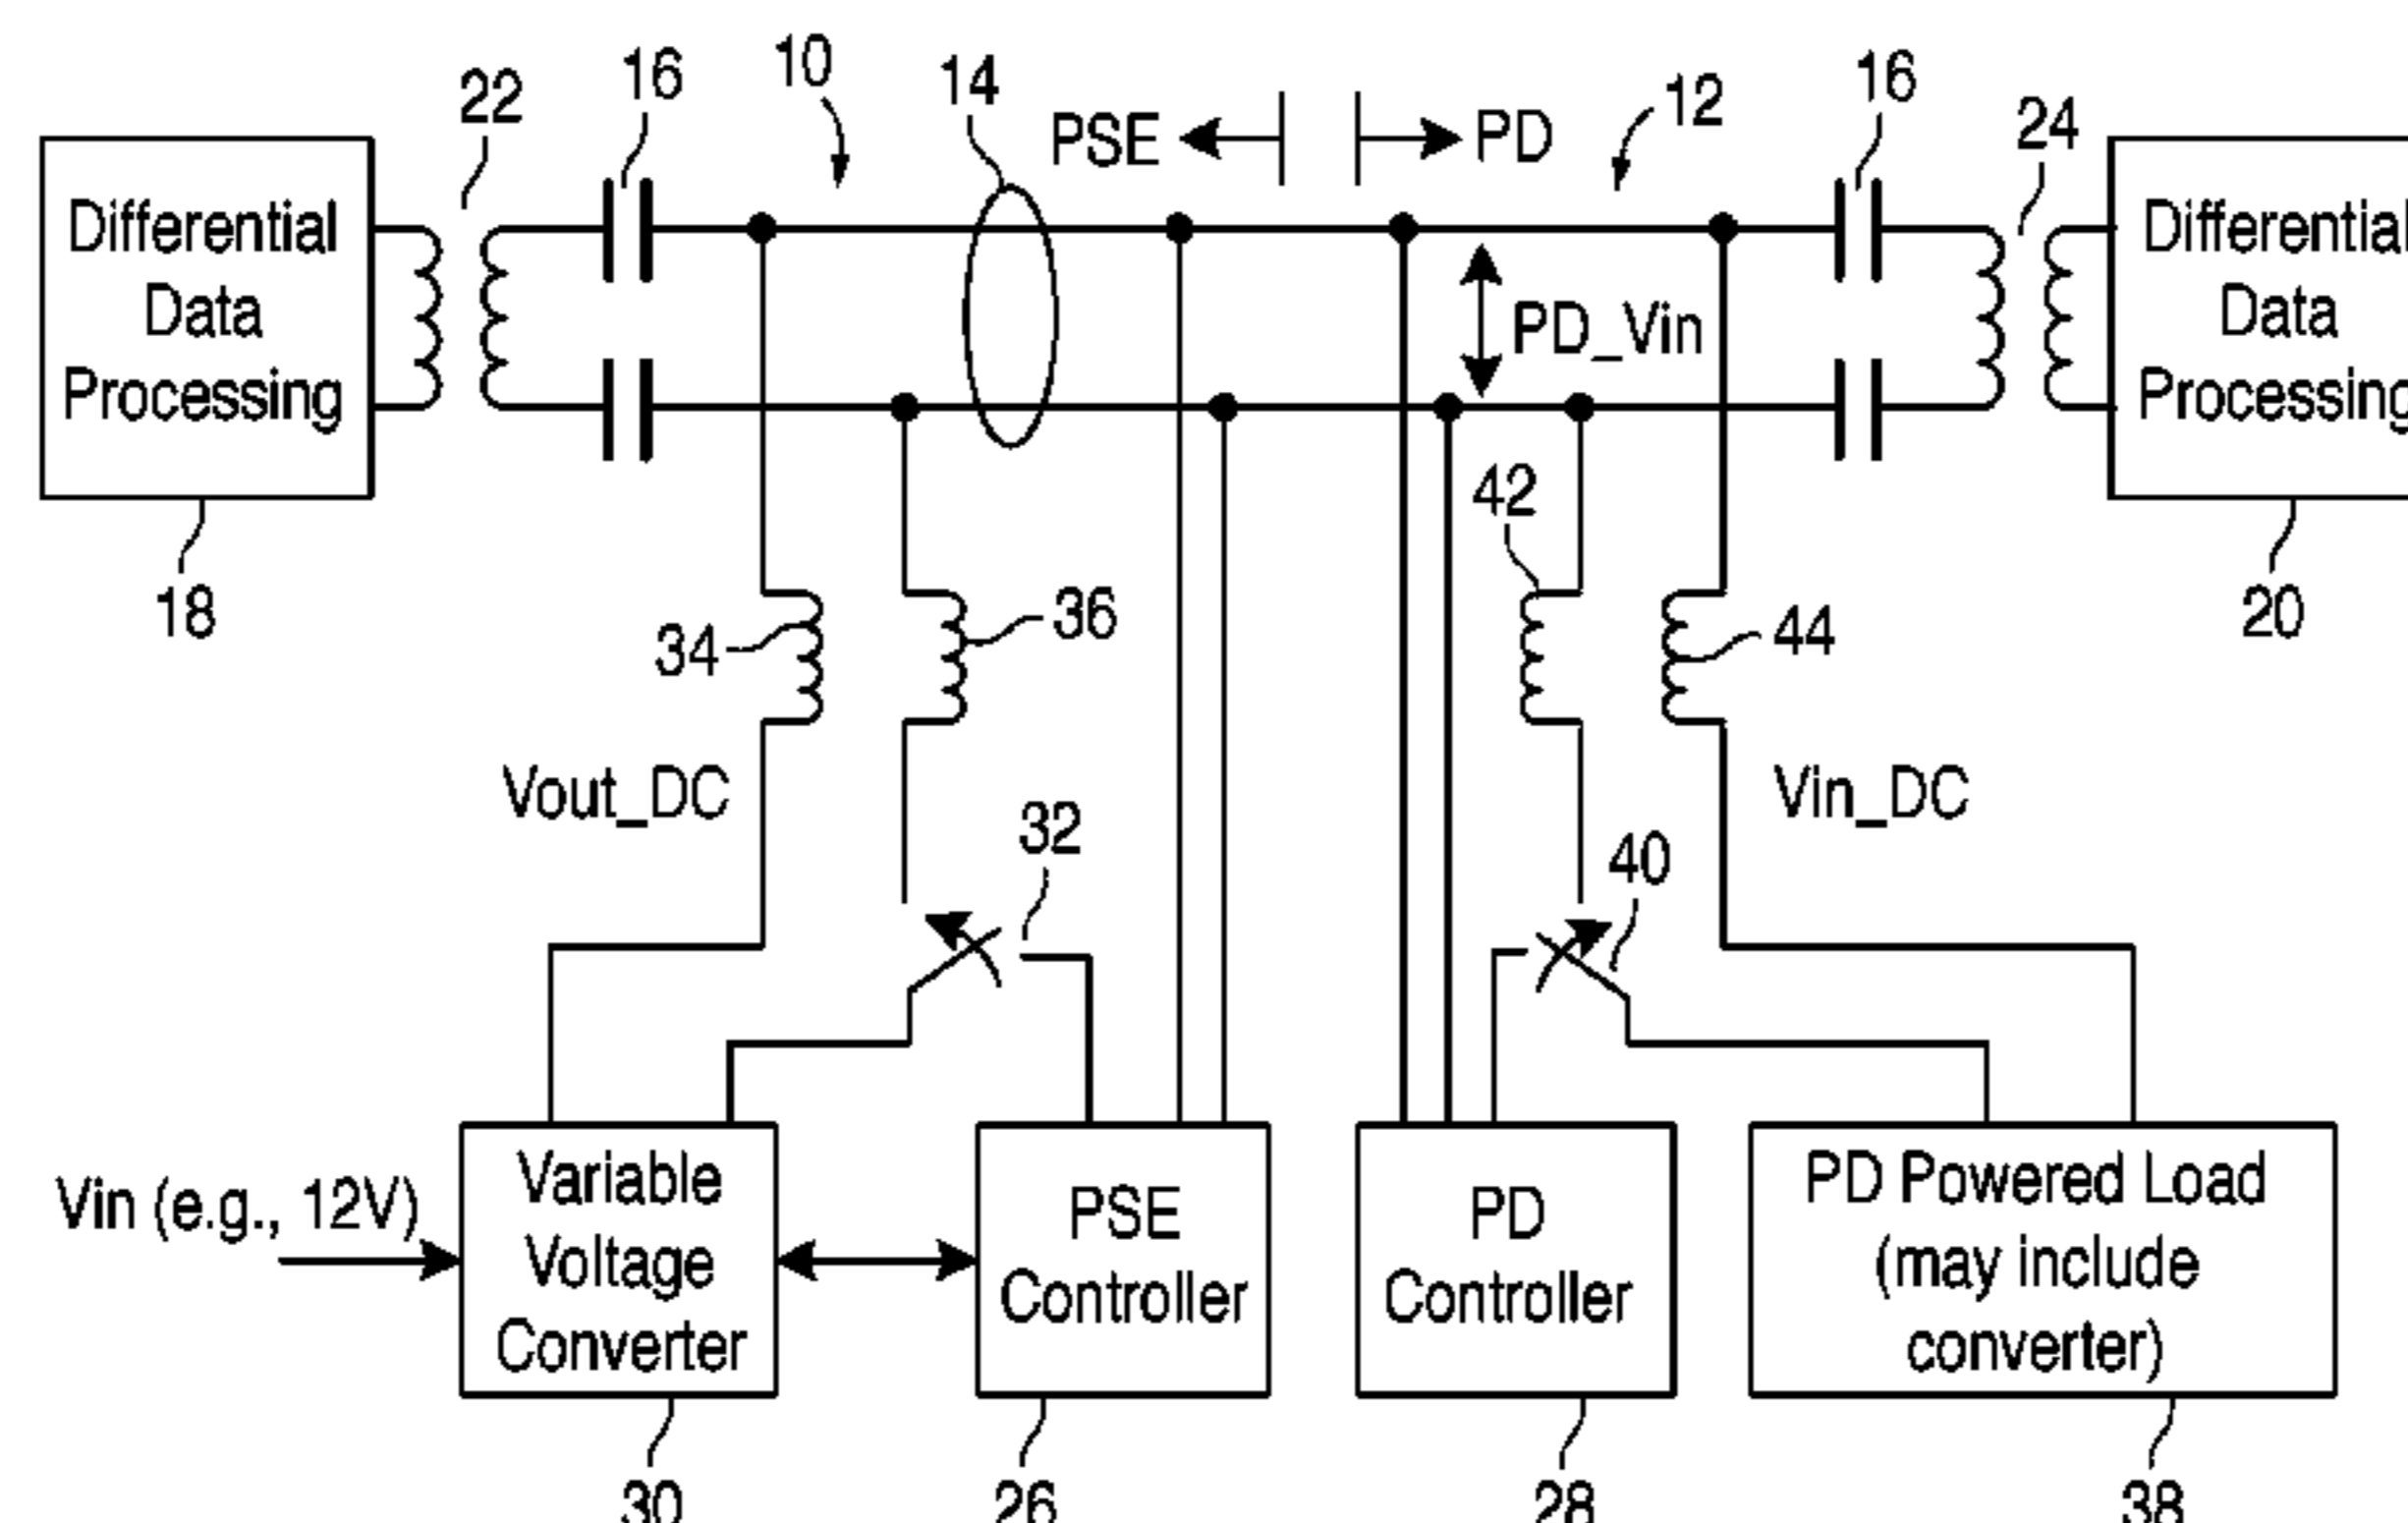 22
16
10
14
PSE
PD
12
16
24
Differential
Data
Processing
PD_Vin
Differential
Data
Processing
18
34
36
42
44
20
Vout_DC
32
40
Vin_DC
Vin (e.g., 12V)
Variable
Voltage
Converter
PSE
Controller
PD
Controller
PD Powered Load
(may include
converter)
30
26
28
38